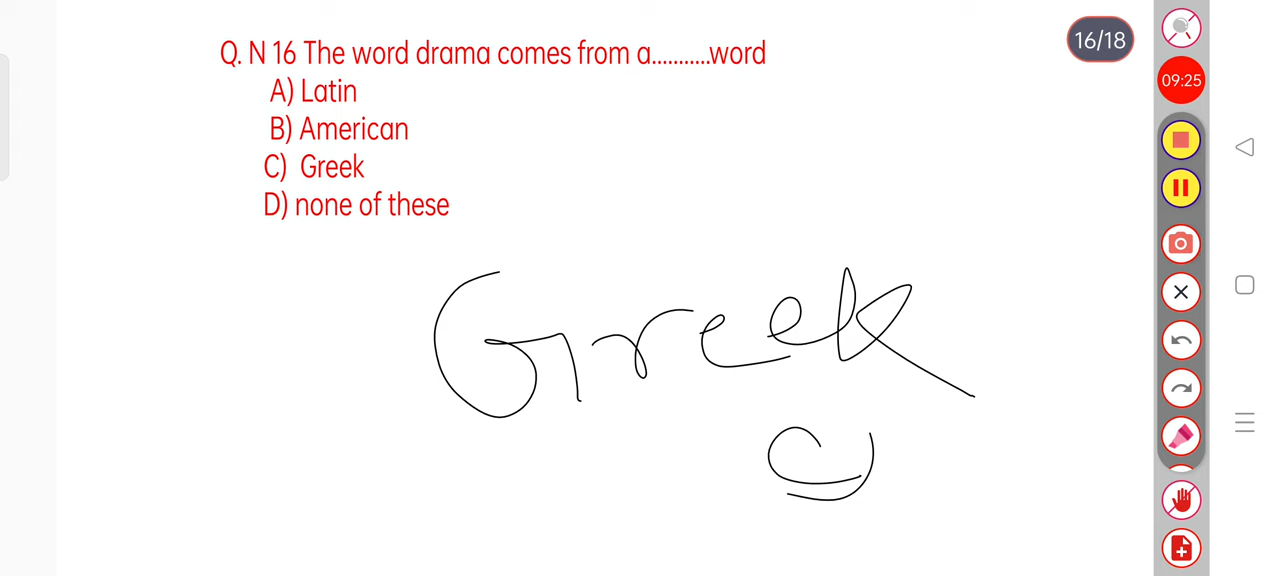 16/18
Q. N 16 The word drama comes from a...........word
A) Latin
B) American
C) Greek
D) none of these
09:25
Greek
C